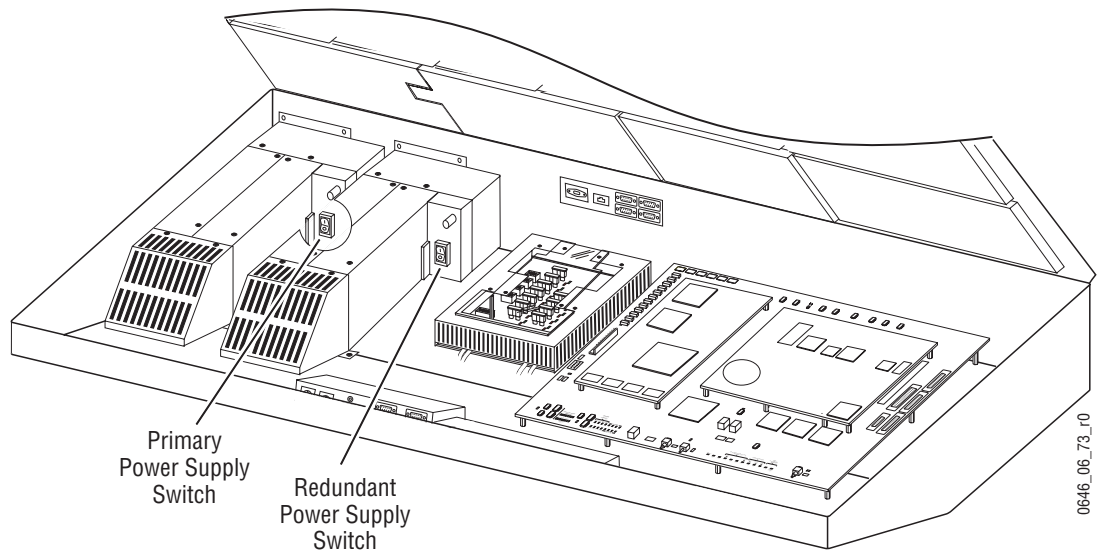 Primary
Power Supply
Switch
Redundant
Power Supply
Switch
0646_06_73_r0